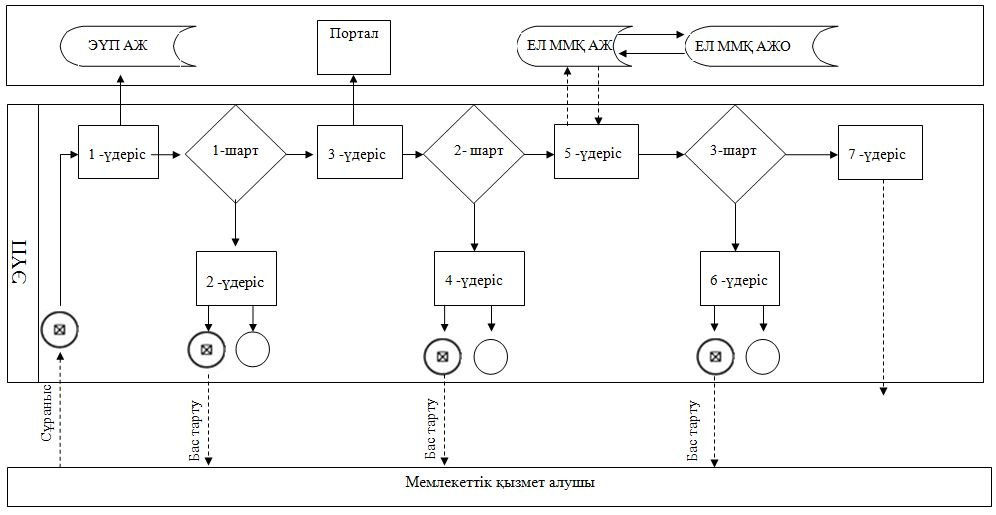 ЭҮП АЖ
Портал
ЕЛ ММҚ АЖ
ЕЛ ММҚ АЖО
ЭҮП
1 -үдеріс
1-шарт
3 -үдеріс
2- шарт
5 -үдеріс
3-шарт
7 -үдеріс
2 -үдеріс
4 -үдеріс
6 -үдеріс
Сұраныс
Бас тарту
Бас тарту
Бас тарту
Мемлекеттік қызмет алушы